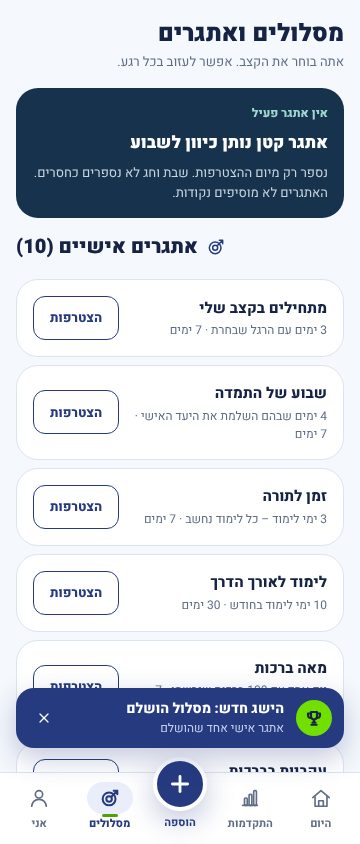 מסלולים ואתגרים
אתה בוחר את הקצב. אפשר לעזוב בכל רגע.
אין אתגר פעיל
אתגר קטן נותן כיוון לשבוע
נספר רק מיום ההצטרפות. שבת וחג לא נספרים כחסרים.
האתגרים לא מוסיפים נקודות.
אתגרים אישיים (10)
מתחילים בקצב שלי
3 ימים עם הרגל שבחרת · 7 ימים
הצטרפות
שבוע של התמדה
4 ימים שבהם השלמת את היעד האישי ·
7 ימים
הצטרפות
זמן לתורה
3 ימי לימוד – כל לימוד נחשב · 7 ימים
הצטרפות
לימוד לאורך הדרך
10 ימי לימוד בחודש · 30 ימים
הצטרפות
מאה ברכות
הצטרפות
הישג חדש: מסלול הושלם
אתגר אישי אחד שהושלם
היום
התקדמות
הוספה
מסלולים
אני